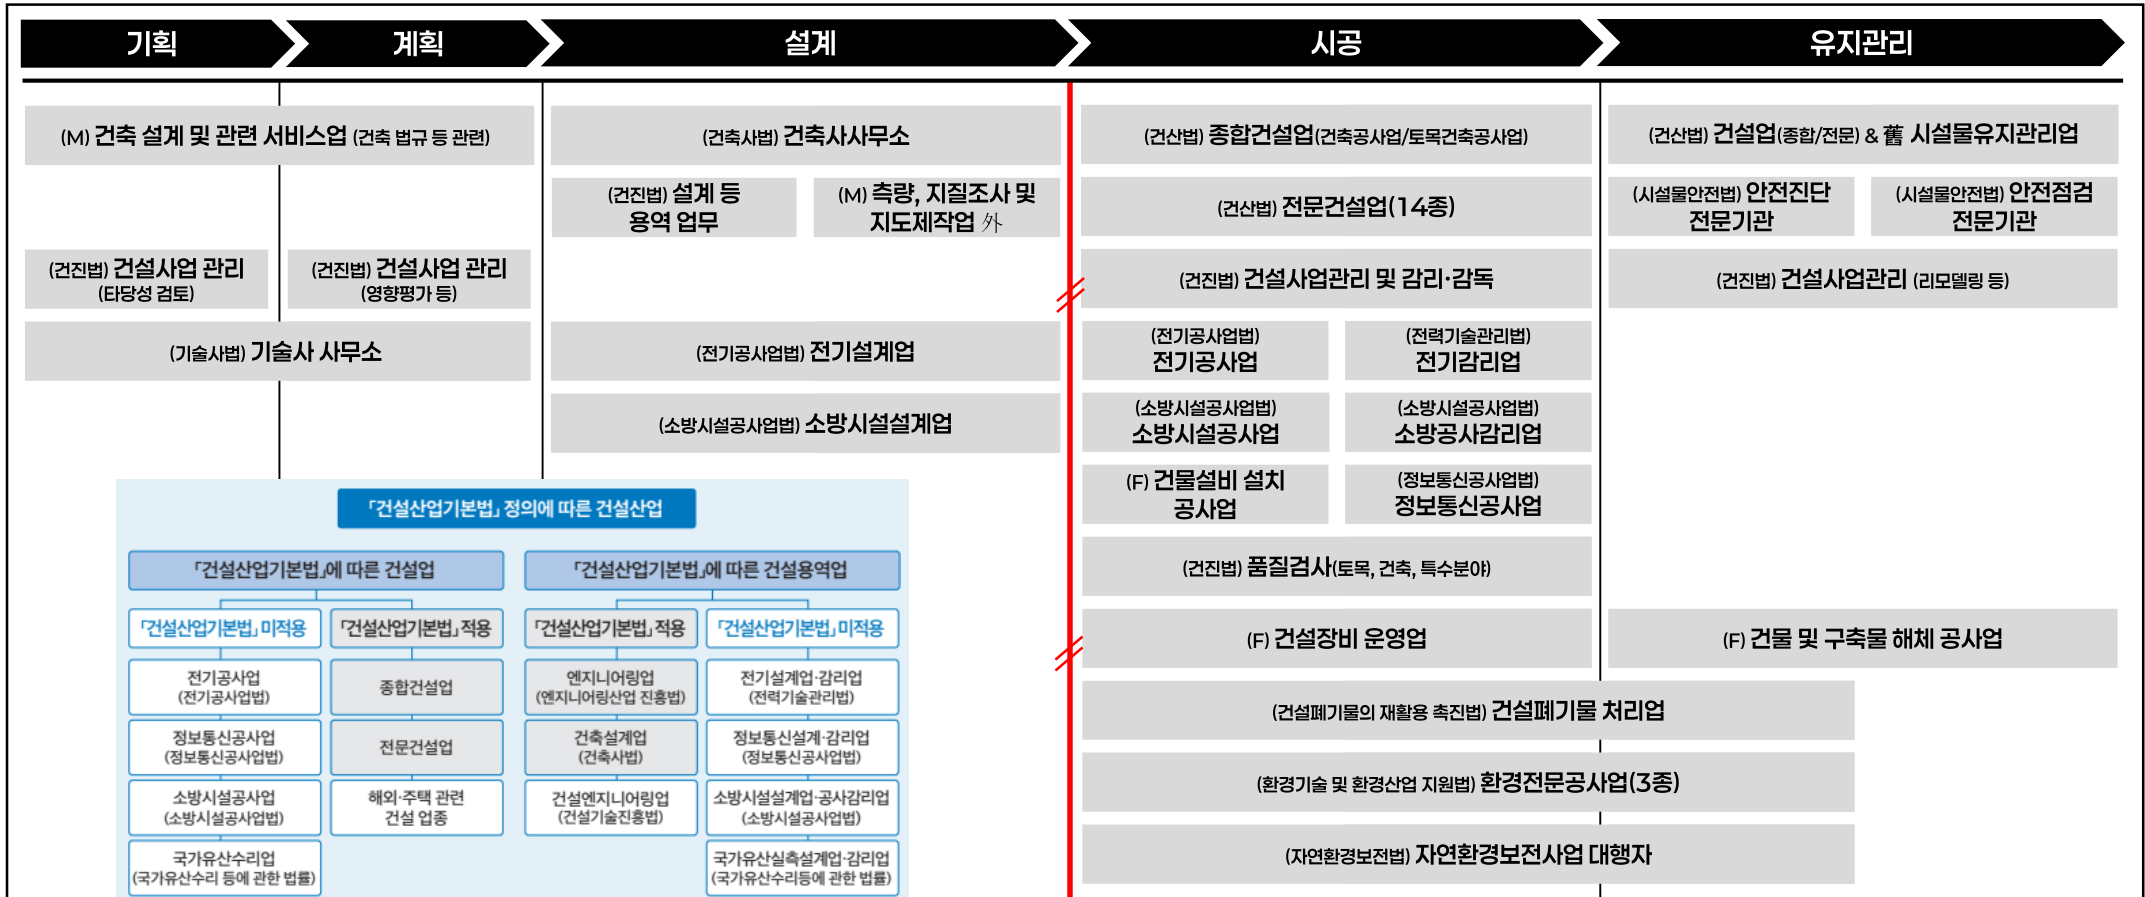 기획
계획
설계
시공
유지관리
(M) 건축 설계 및 관련 서비스업 (건축 법규 등 관련)
(건축사법) 건축사사무소
(건산법) 종합건설업(건축공사업/토목건축공사업)
(건산법) 건설업(종합/전문) & 舊 시설물유지관리업
(건진법) 설계 등
용역 업무
(M) 측량, 지질조사 및
지도제작업 外
(건산법) 전문건설업(14종)
(시설물안전법) 안전진단
전문기관
(시설물안전법) 안전점검
전문기관
(건진법) 건설사업 관리
(타당성 검토)
(건진법) 건설사업 관리
(영향평가 등)
(건진법) 건설사업관리 및 감리·감독
(건진법) 건설사업관리 (리모델링 등)
(기술사법) 기술사 사무소
(전기공사업법) 전기설계업
(전기공사업법)
전기공사업
(전력기술관리법)
전기감리업
(소방시설공사업법) 소방시설설계업
(소방시설공사업법)
소방시설공사업
(소방시설공사업법)
소방공사감리업
(F) 건물설비 설치
공사업
(정보통신공사업법)
정보통신공사업
(건진법) 품질검사(토목, 건축, 특수분야)
(F) 건설장비 운영업
(F) 건물 및 구축물 해체 공사업
(건설폐기물의 재활용 촉진법) 건설폐기물 처리업
(환경기술 및 환경산업 지원법) 환경전문공사업(3종)
(자연환경보전법) 자연환경보전사업 대행자
「건설산업기본법」 정의에 따른 건설산업
「건설산업기본법」에 따른 건설업
「건설산업기본법」에 따른 건설용역업
「건설산업기본법」 미적용
「건설산업기본법」 적용
「건설산업기본법」 적용
「건설산업기본법」 미적용
전기공사업
(전기공사업법)
종합건설업
엔지니어링업
(엔지니어링산업 진흥법)
전기설계업·감리업
(전력기술관리법)
정보통신공사업
(정보통신공사업법)
전문건설업
건축설계업
(건축사법)
정보통신설계·감리업
(정보통신공사업법)
소방시설공사업
(소방시설공사업법)
해외·주택 관련
건설 업종
건설엔지니어링업
(건설기술진흥법)
소방시설설계업·공사감리업
(소방시설공사업법)
국가유산수리업
(국가유산수리 등에 관한 법률)
국가유산실측설계업·감리업
(국가유산수리등에 관한 법률)